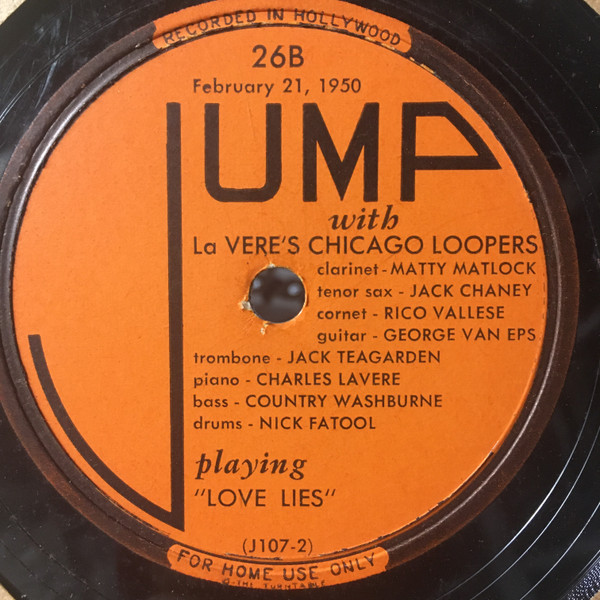 RECORDED IN HOLLYWOOD
26B
February 21, 1950
JUMP
with
La VERE'S CHICAGO LOOPERS
clarinet - MATTY MATLOCK
tenor sax - JACK CHANEY
cornet - RICO VALLESE
guitar - GEORGE VAN EPS
trombone - JACK TEAGARDEN
piano - CHARLES LAVERE
bass - COUNTRY WASHBURNE
drums - NICK FATOOL
playing
"LOVE LIES"
(J107-2)
FOR HOME USE ONLY
©-THE TURNTABLE